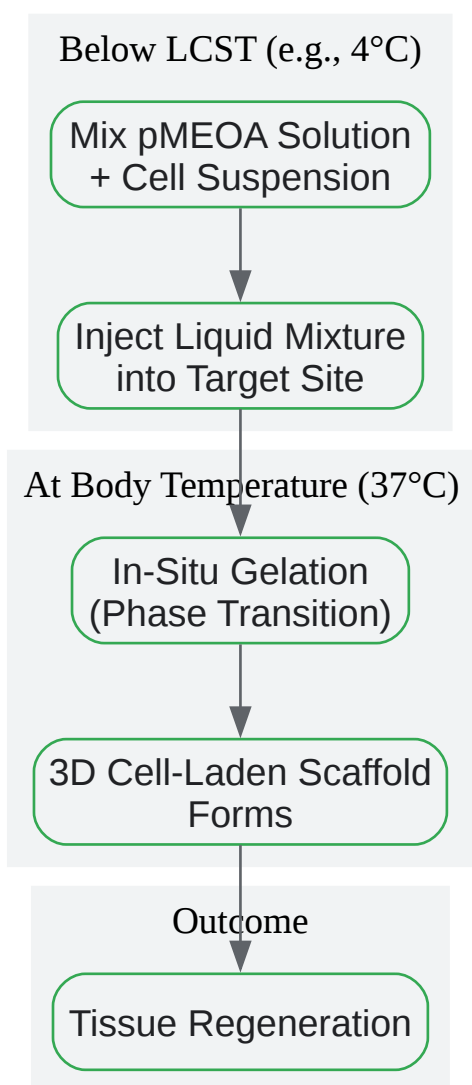 Below LCST (e.g., 4°C)
Mix pMEOA Solution
+ Cell Suspension
Inject Liquid Mixture
into Target Site
At Body Temperature (37°C)
In-Situ Gelation
(Phase Transition)
3D Cell-Laden Scaffold
Forms
Outcome
Tissue Regeneration